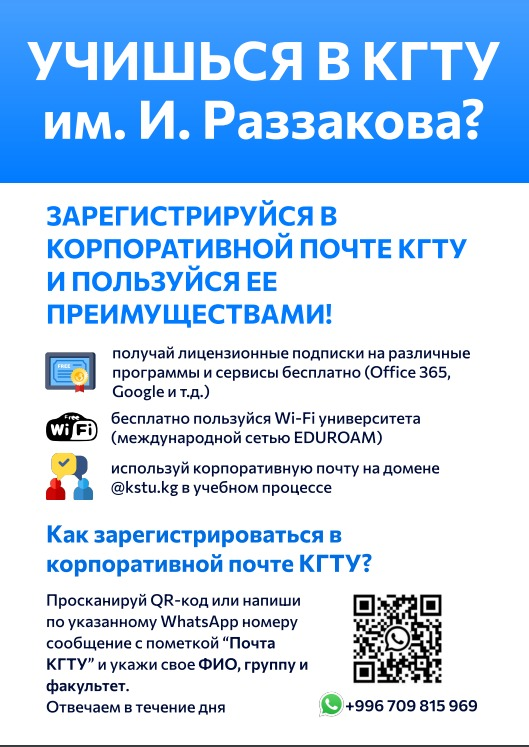 УЧИШЬСЯ В КГТУ
им. И. Раззакова?
ЗАРЕГИСТРИРУЙСЯ В
КОРПОРАТИВНОЙ ПОЧТЕ КГТУ
И ПОЛЬЗУЙСЯ ЕЕ
ПРЕИМУЩЕСТВАМИ!
FREE
получай лицензионные подписки на различные
программы и сервисы бесплатно (Office 365,
Google и т.д.)
Free
Wi Fi
бесплатно пользуйся Wi-Fi университета
(международной сетью EDUROAM)
используй корпоративную почту на домене
@kstu.kg в учебном процессе
Как зарегистрироваться в
корпоративной почте КГТУ?
Просканируй QR-код или напиши
по указанному WhatsApp номеру
сообщение с пометкой “Почта
КГТУ” и укажи свое ФИО, группу и
факультет.
Отвечаем в течение дня
+996 709 815 969